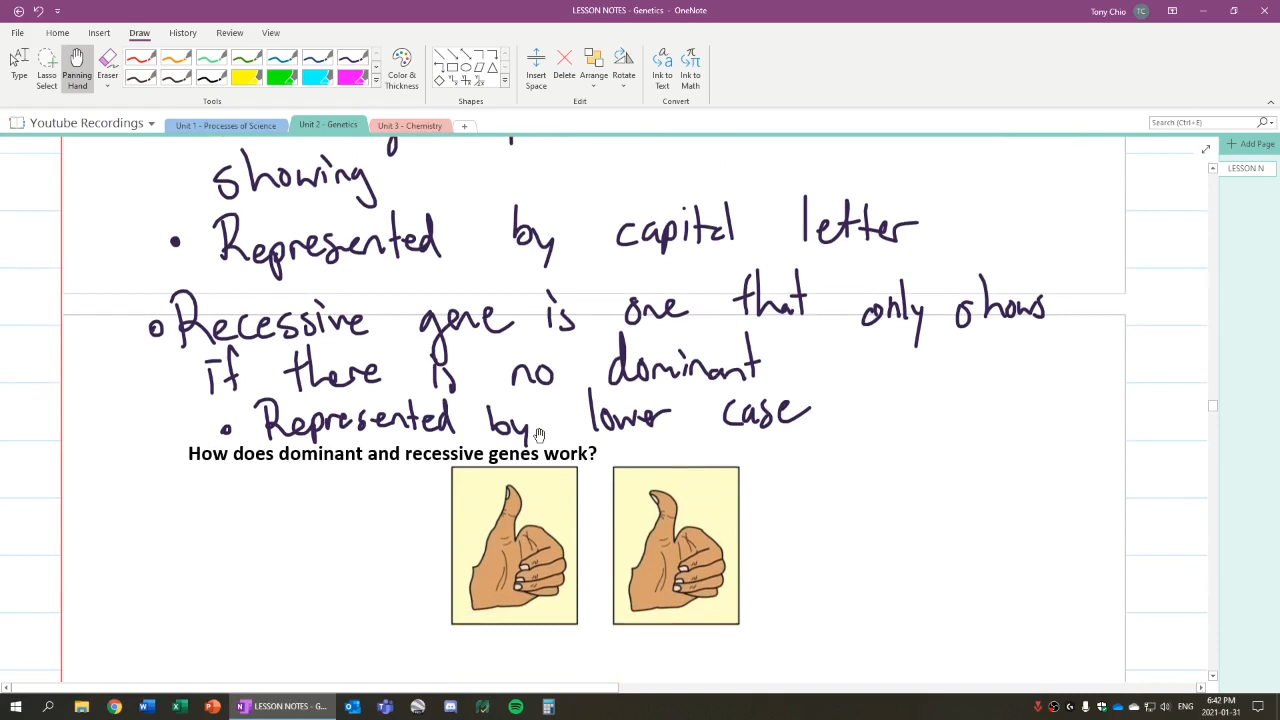 LESSON NOTES - Genetics - OneNote
Tony Chio TC
File Home Insert Draw History Review View
Type Lasso Select Panning Hand Eraser Color & Thickness Insert Space Delete Arrange Rotate Ink to Text Ink to Math
Tools Shapes Edit Convert
Youtube Recordings Unit 1 - Processes of Science Unit 2 - Genetics Unit 3 - Chemistry Search (Ctrl+E)
Add Page
LESSON N
showing
• Represented by capital letter
• Recessive gene is one that only shows
if there is no dominant
• Represented by lower case
How does dominant and recessive genes work?
LESSON NOTES - G...
6:42 PM
2021-01-31